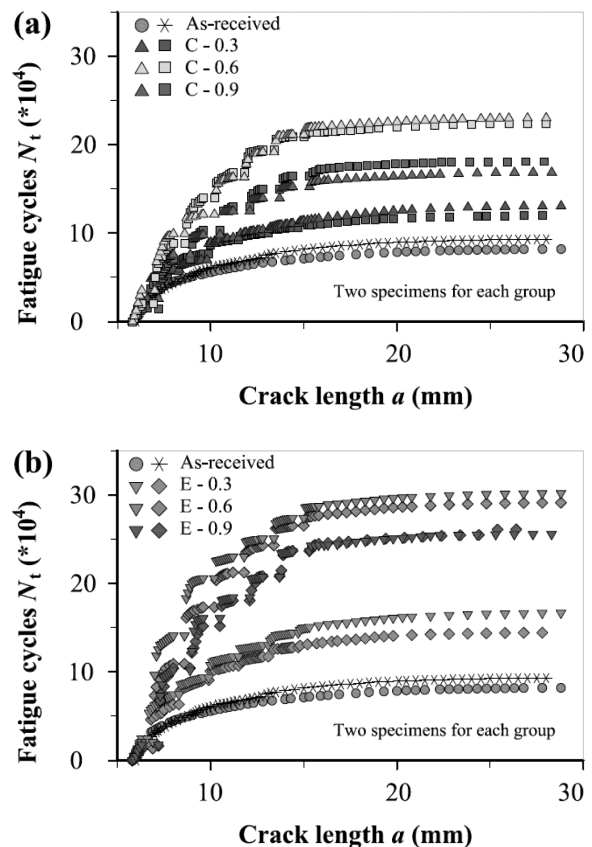 (a)
As-received
C - 0.3
C - 0.6
C - 0.9
Fatigue cycles Nt (*10⁴)
30
20
10
0
10
20
30
Two specimens for each group
Crack length a (mm)
(b)
As-received
E - 0.3
E - 0.6
E - 0.9
Fatigue cycles Nt (*10⁴)
30
20
10
0
10
20
30
Two specimens for each group
Crack length a (mm)